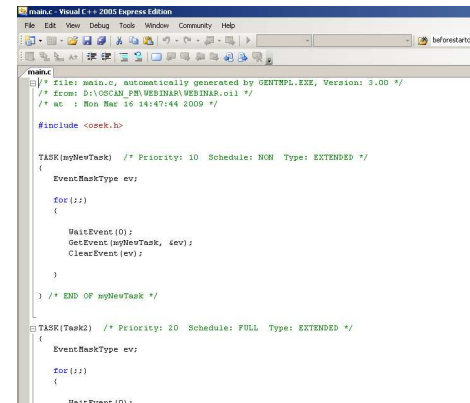 main.c - Visual C++ 2005 Express Edition
File Edit View Debug Tools Window Community Help
beforestarto
main.c
/* file: main.c, automatically generated by GENTMPL.EXE, Version: 3.00 */
/* from: D:\OSCAN_PM\WEBINAR\WEBINAR.oil */
/* at : Mon Mar 16 14:47:44 2009 */
#include <osek.h>
TASK(myNewTask) /* Priority: 10 Schedule: NON Type: EXTENDED */
{
EventMaskType ev;
for(;;)
{
WaitEvent(0);
GetEvent(myNewTask, &ev);
ClearEvent(ev);
}
} /* END OF myNewTask */
TASK(Task2) /* Priority: 20 Schedule: FULL Type: EXTENDED */
{
EventMaskType ev;
for(;;)
{
WaitEvent(0);